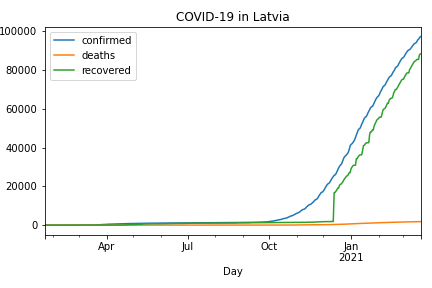 COVID-19 in Latvia
100000
80000
60000
40000
20000
0
confirmed
deaths
recovered
Apr
Jul
Oct
Jan
2021
Day